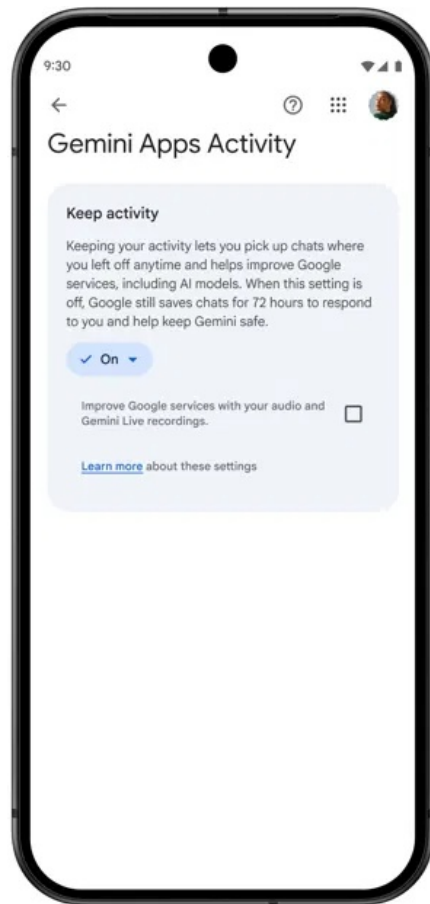 9:30
Gemini Apps Activity
Keep activity
Keeping your activity lets you pick up chats where
you left off anytime and helps improve Google
services, including AI models. When this setting is
off, Google still saves chats for 72 hours to respond
to you and help keep Gemini safe.
On
Improve Google services with your audio and
Gemini Live recordings.
Learn more about these settings